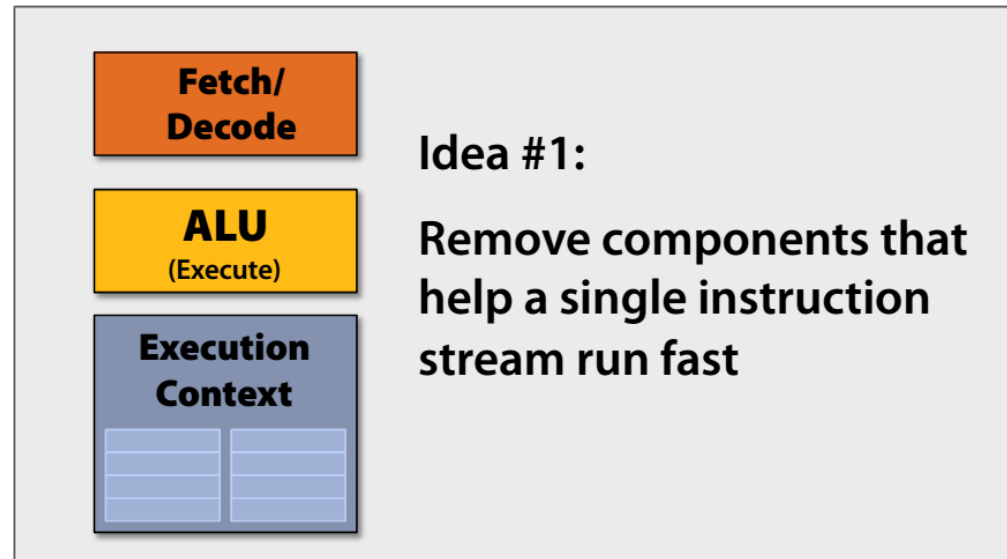 Fetch/
Decode
ALU
(Execute)
Execution
Context
Idea #1:
Remove components that
help a single instruction
stream run fast